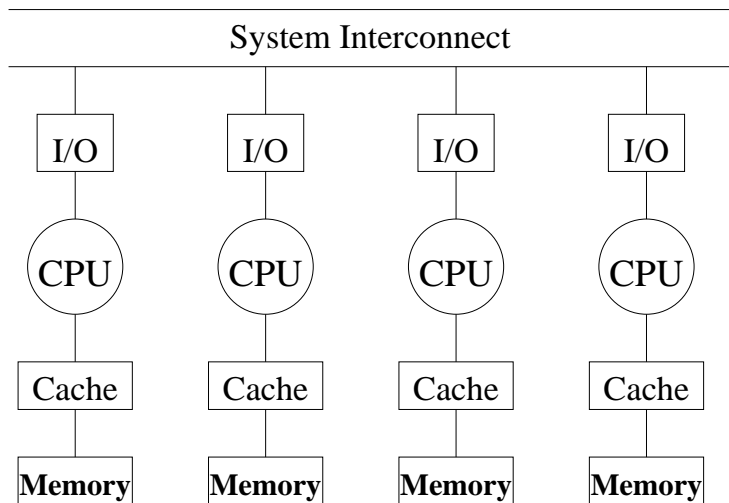 System Interconnect
I/O I/O I/O I/O
CPU CPU CPU CPU
Cache Cache Cache Cache
Memory Memory Memory Memory